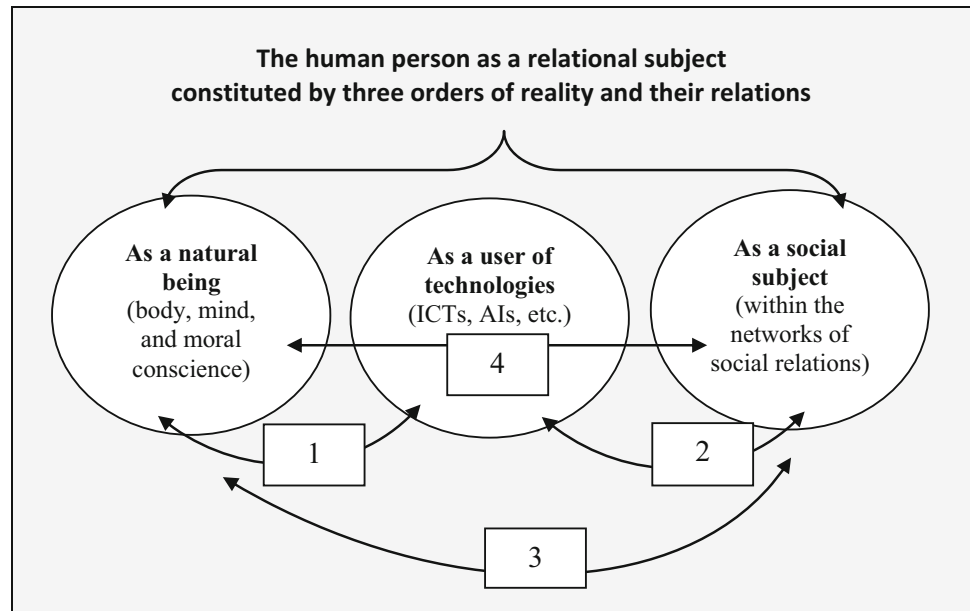 The human person as a relational subject
constituted by three orders of reality and their relations
As a natural
being
(body, mind,
and moral
conscience)
As a user of
technologies
(ICTs, AIs, etc.)
As a social
subject
(within the
networks of
social relations)
4
1
2
3